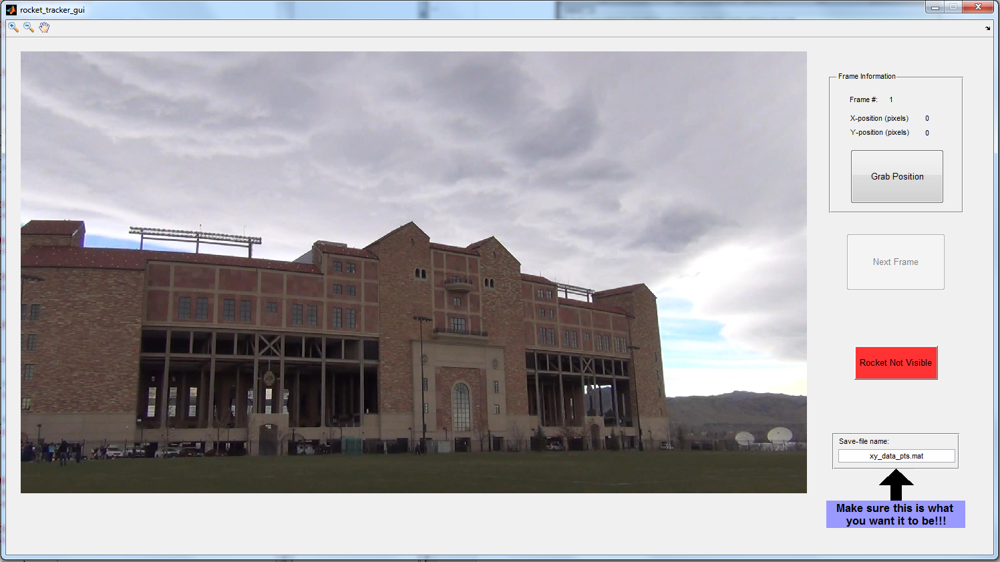 rocket_tracker_gui
Frame Information
Frame #: 1
X-position (pixels) 0
Y-position (pixels) 0
Grab Position
Next Frame
Rocket Not Visible
Save-file name:
xy_data_pts.mat
Make sure this is what
you want it to be!!!